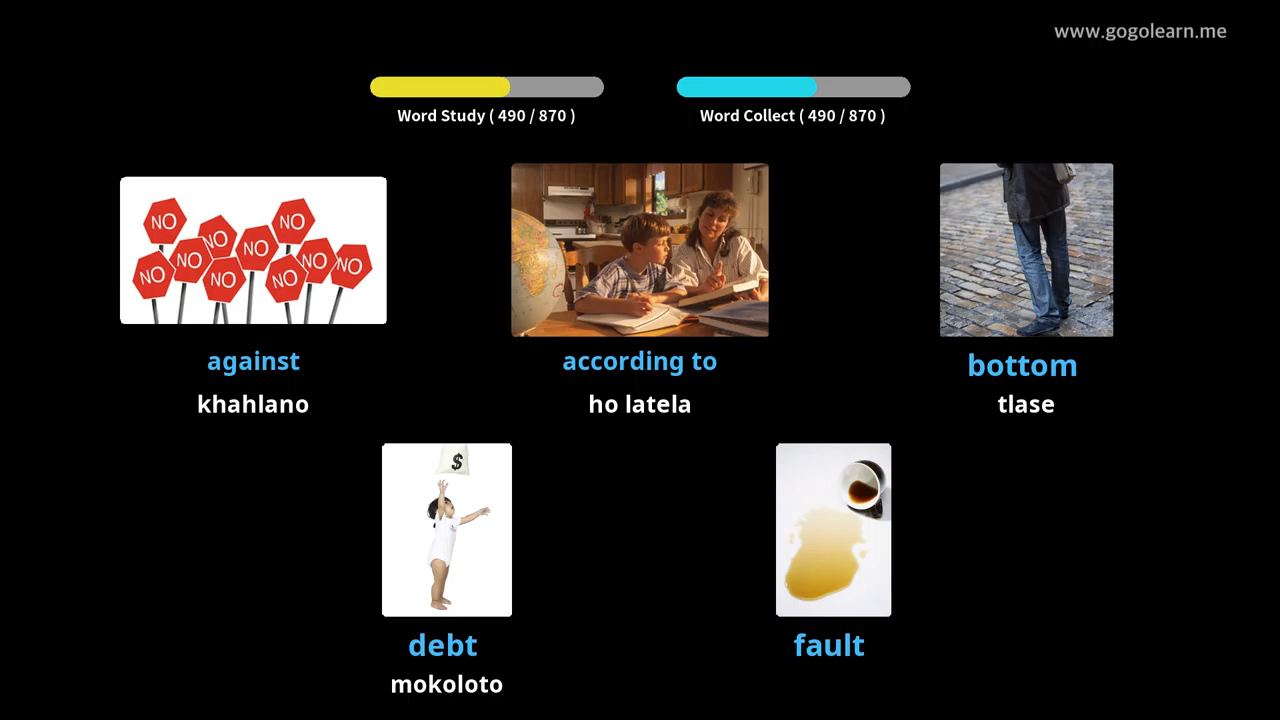 www.gogolearn.me
Word Study ( 490 / 870 )
Word Collect ( 490 / 870 )
NO
NO
NO
NO
NO
NO
NO
NO
NO
NO
against
khahlano
according to
ho latela
bottom
tlase
$
debt
mokoloto
fault